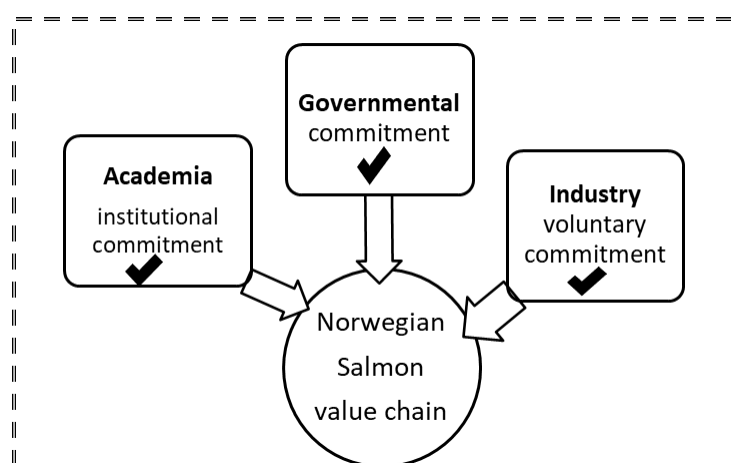 Governmental
commitment
Academia
institutional
commitment
Industry
voluntary
commitment
Norwegian
Salmon
value chain